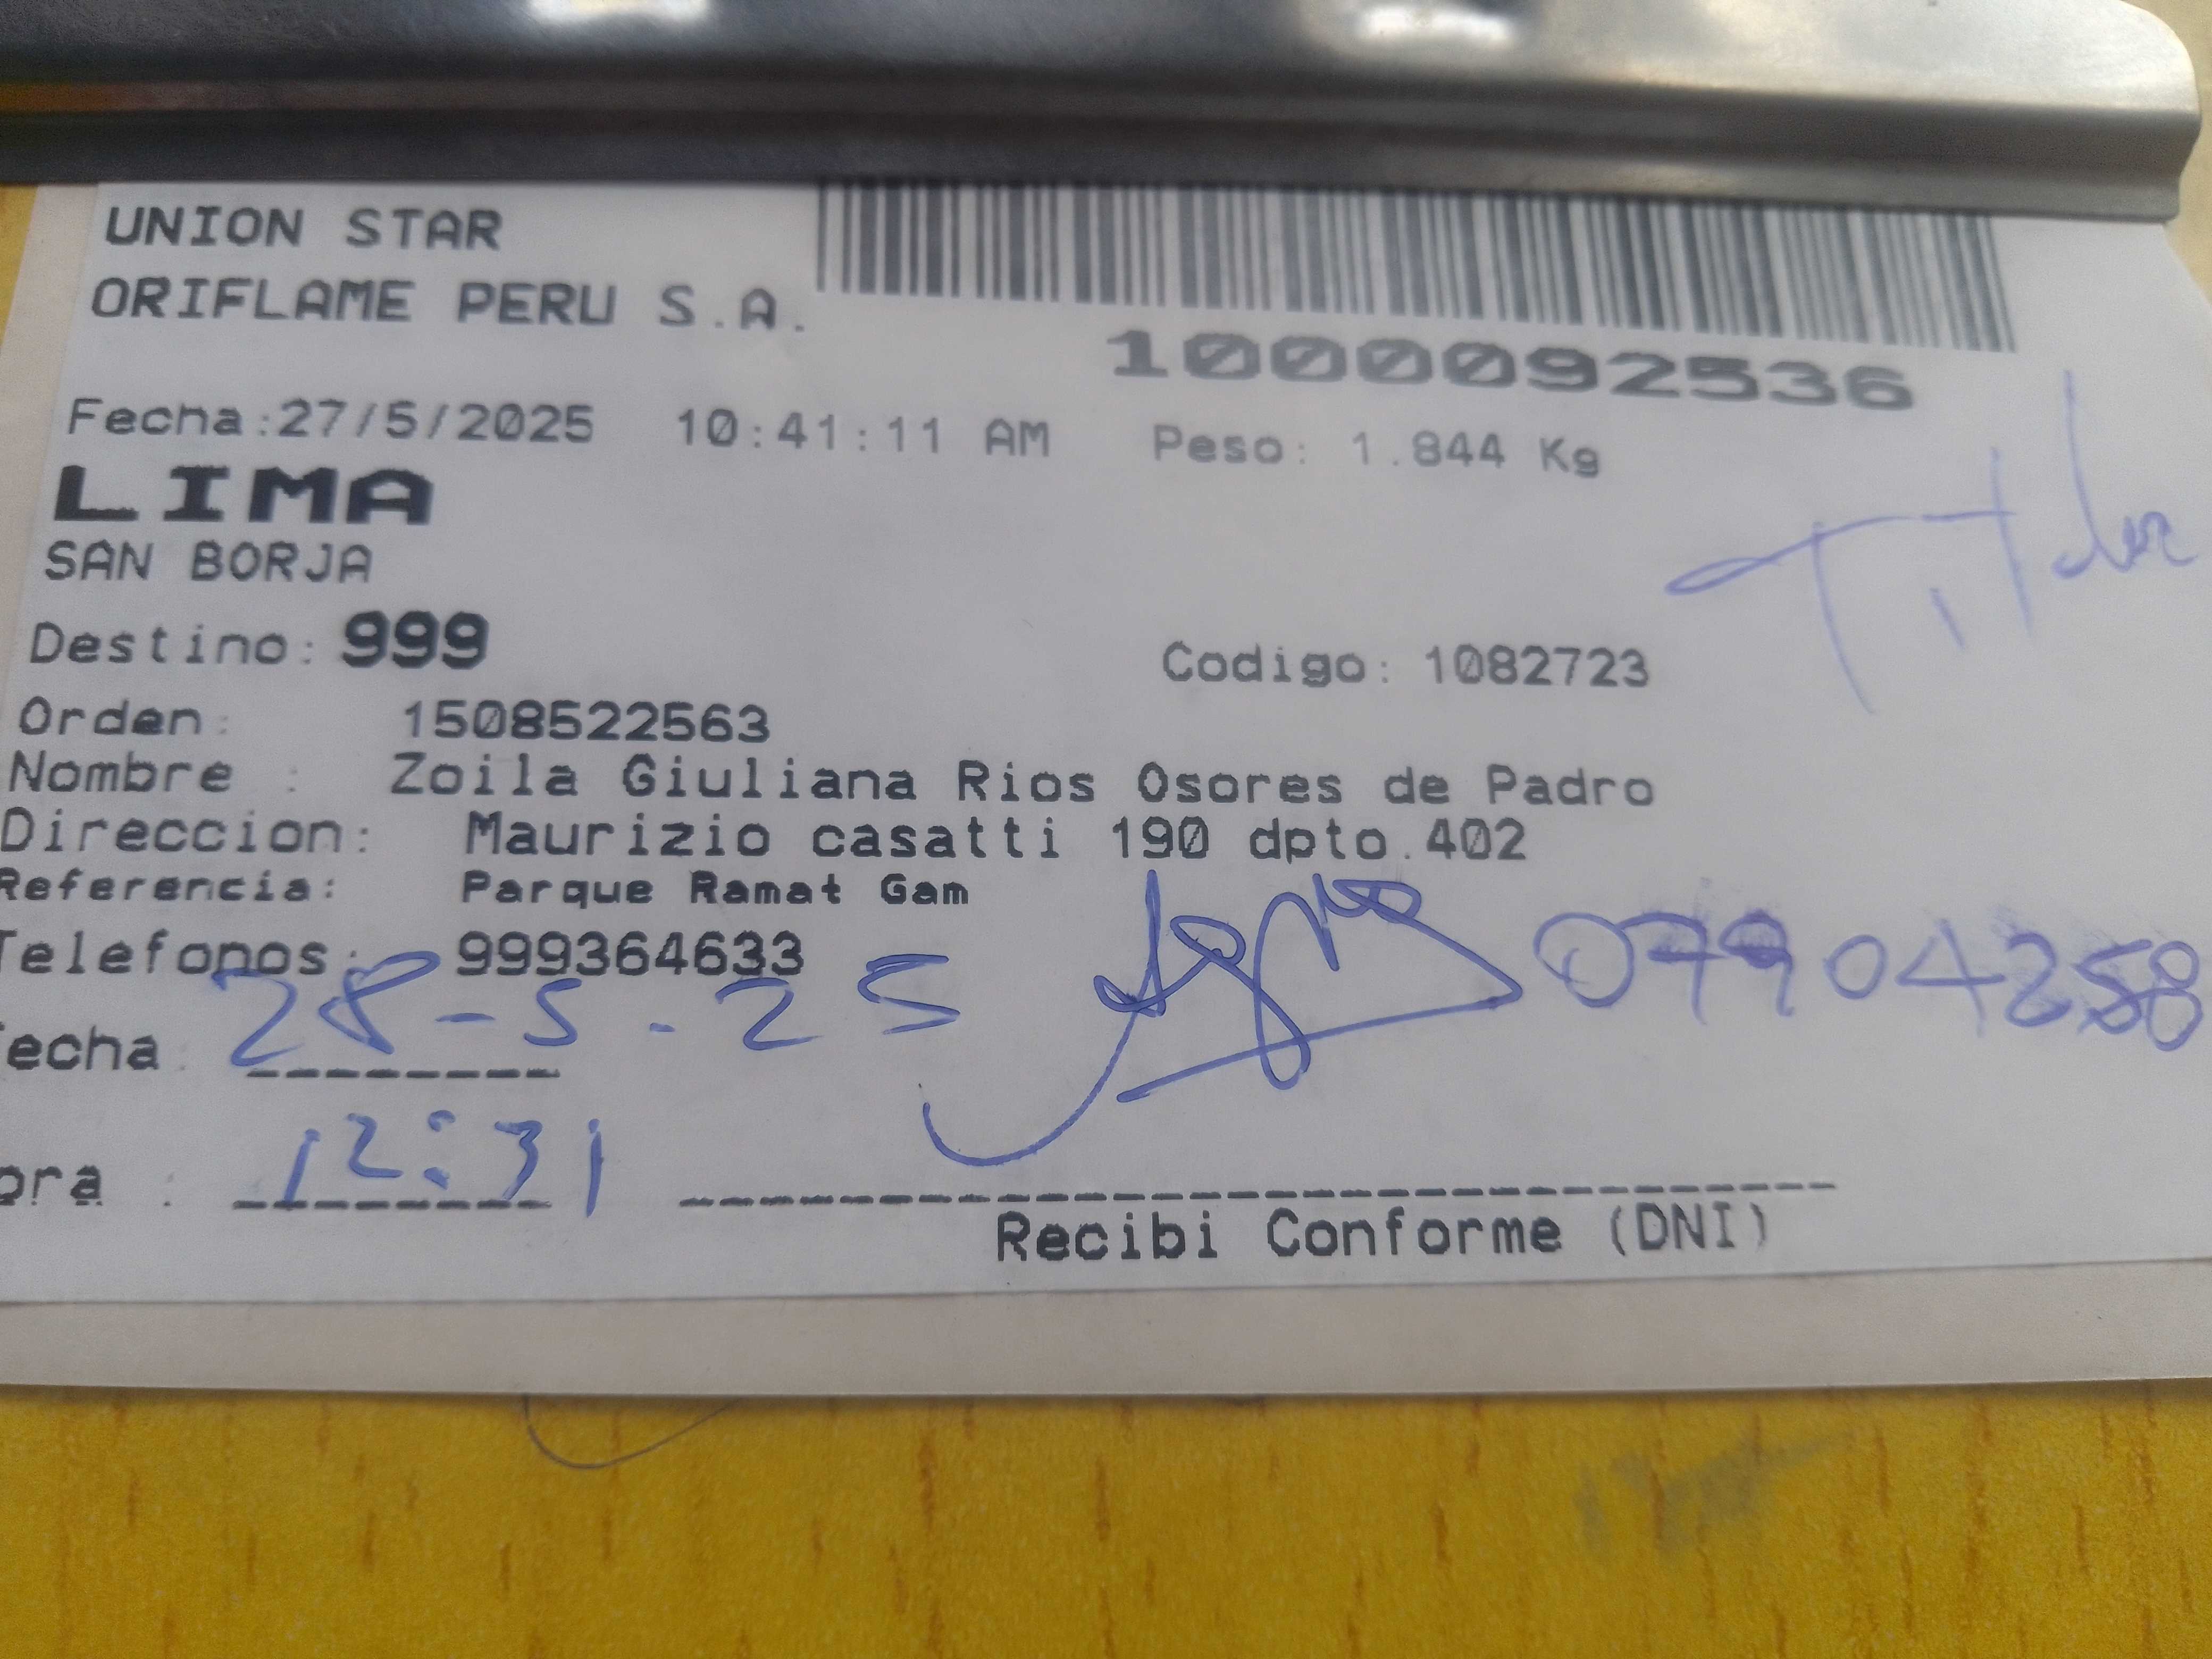 UNION STAR
ORIFLAME PERU S.A.
1000092536
Fecha:27/5/2025 10:41:11 AM Peso: 1.844 Kg
LIMA
SAN BORJA
Titular
Destino: 999 Codigo: 1082723
Orden: 1508522563
Nombre : Zoila Giuliana Rios Osores de Padro
Direccion: Maurizio casatti 190 dpto.402
Referencia: Parque Ramat Gam
Telefonos: 999364633
07904258
echa: 28-5-25
ora : 12:31
Recibi Conforme (DNI)